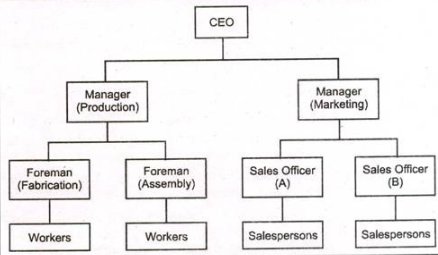 CEO
Manager
(Production)
Manager
(Marketing)
Foreman
(Fabrication)
Foreman
(Assembly)
Sales Officer
(A)
Sales Officer
(B)
Workers
Workers
Salespersons
Salespersons